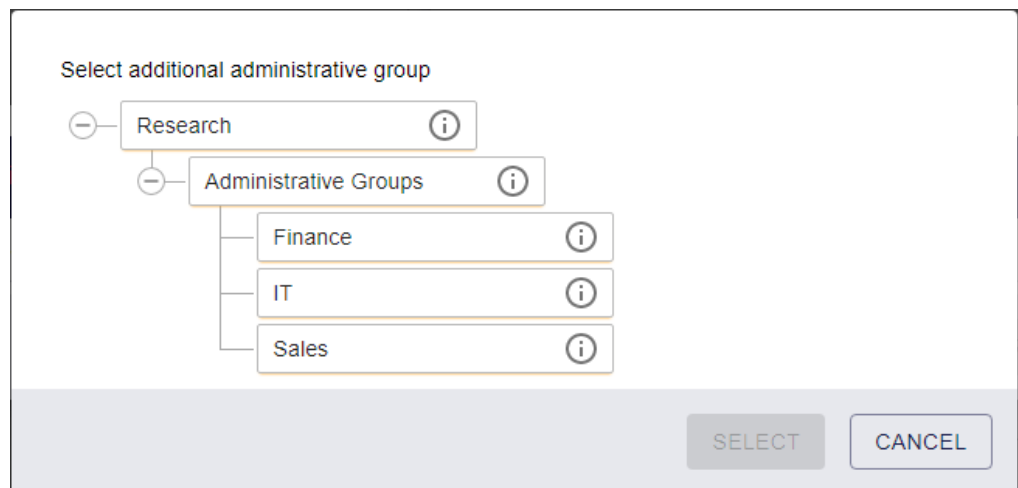 Select additional administrative group
Research
Administrative Groups
Finance
IT
Sales
SELECT
CANCEL